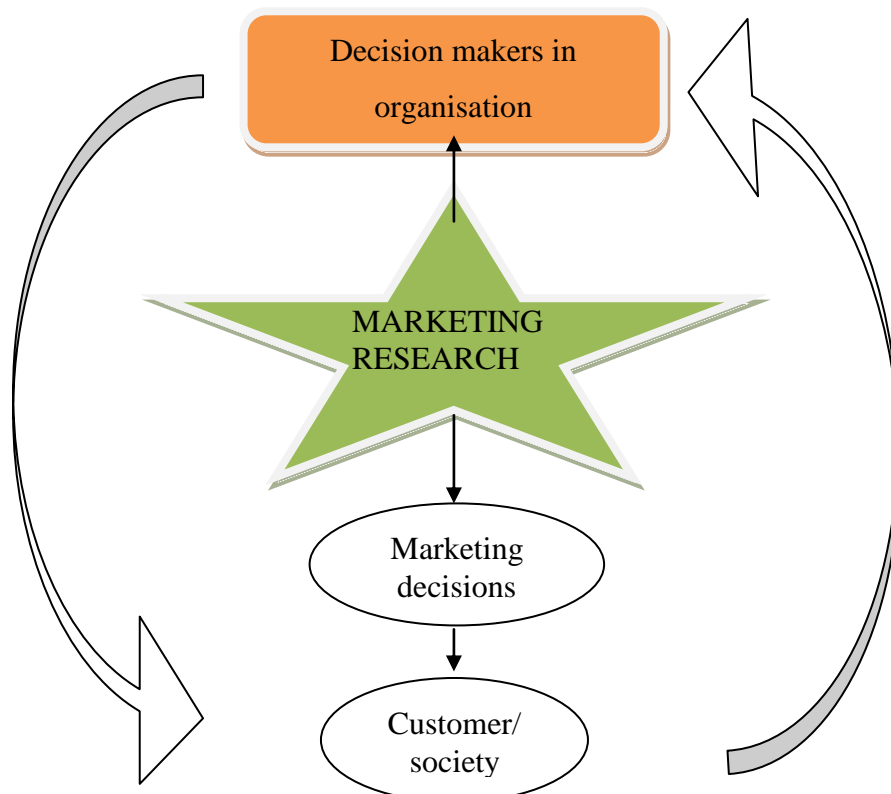 Decision makers in
organisation
MARKETING
RESEARCH
Marketing
decisions
Customer/
society